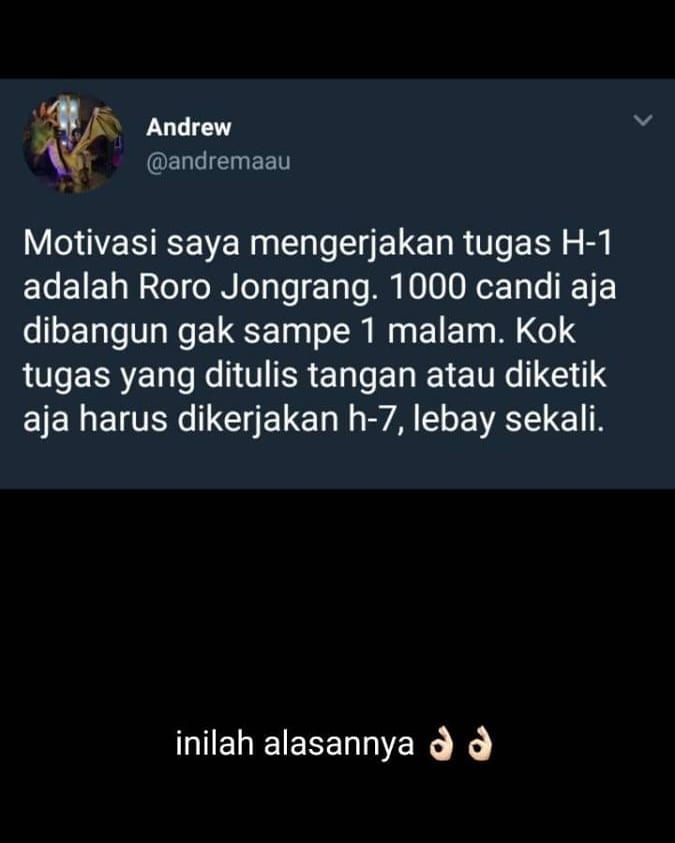 Andrew
@andremaau
Motivasi saya mengerjakan tugas H-1
adalah Roro Jongrang. 1000 candi aja
dibangun gak sampe 1 malam. Kok
tugas yang ditulis tangan atau diketik
aja harus dikerjakan h-7, lebay sekali.
inilah alasannya 👌🏻👌🏻